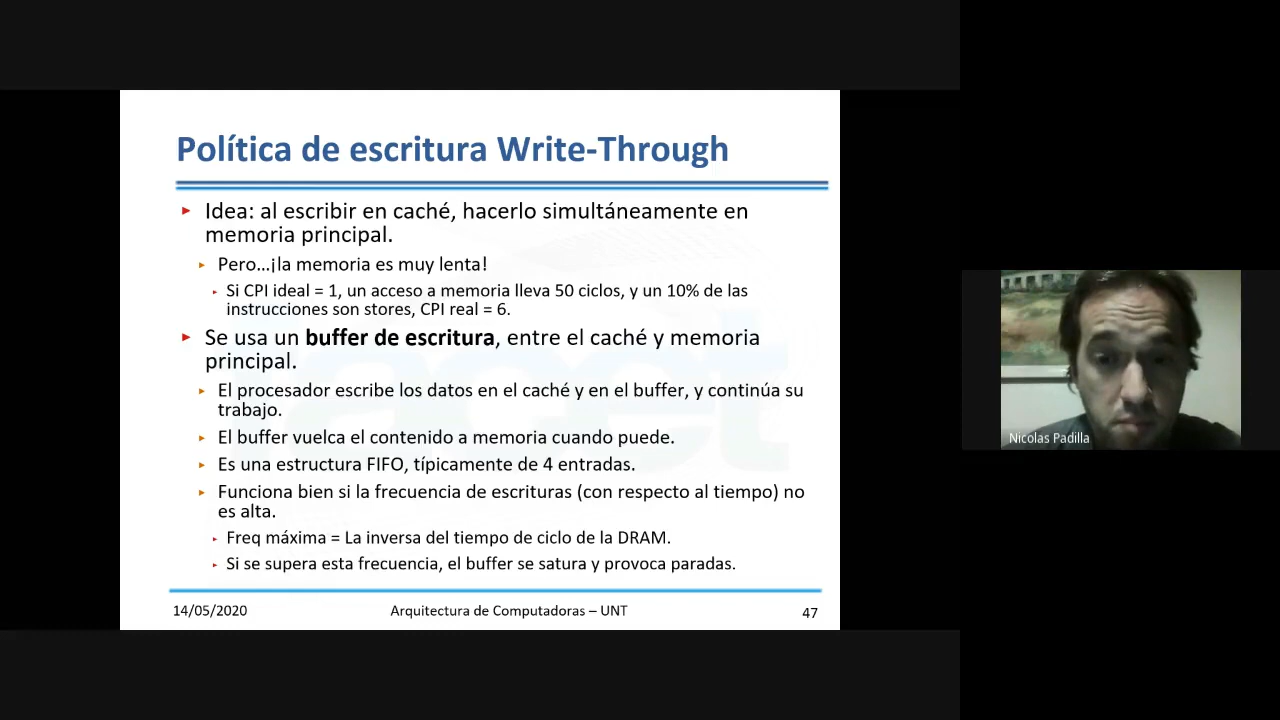 Política de escritura Write-Through
Idea: al escribir en caché, hacerlo simultáneamente en
memoria principal.
Pero...¡la memoria es muy lenta!
Si CPI ideal = 1, un acceso a memoria lleva 50 ciclos, y un 10% de las
instrucciones son stores, CPI real = 6.
Se usa un buffer de escritura, entre el caché y memoria
principal.
El procesador escribe los datos en el caché y en el buffer, y continúa su
trabajo.
El buffer vuelca el contenido a memoria cuando puede.
Es una estructura FIFO, típicamente de 4 entradas.
Funciona bien si la frecuencia de escrituras (con respecto al tiempo) no
es alta.
Freq máxima = La inversa del tiempo de ciclo de la DRAM.
Si se supera esta frecuencia, el buffer se satura y provoca paradas.
14/05/2020
Arquitectura de Computadoras – UNT
47
Nicolas Padilla